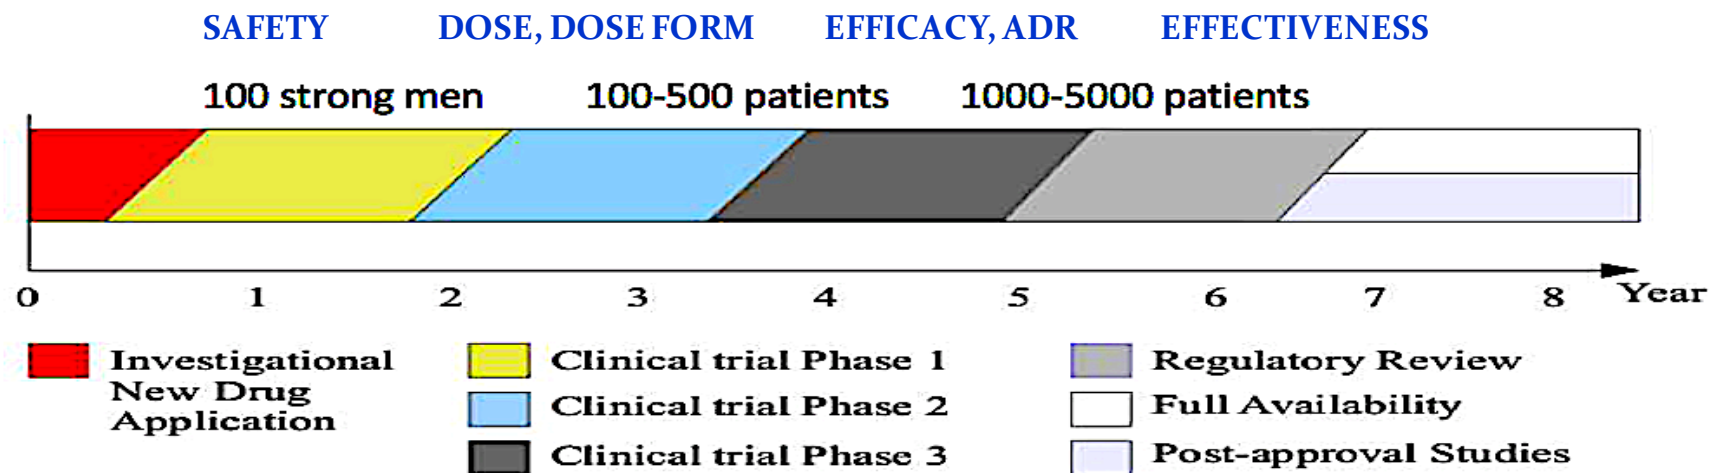 SAFETY DOSE, DOSE FORM EFFICACY, ADR EFFECTIVENESS
100 strong men 100-500 patients 1000-5000 patients
0 1 2 3 4 5 6 7 8 Year
Investigational
New Drug
Application
Clinical trial Phase 1
Clinical trial Phase 2
Clinical trial Phase 3
Regulatory Review
Full Availability
Post-approval Studies